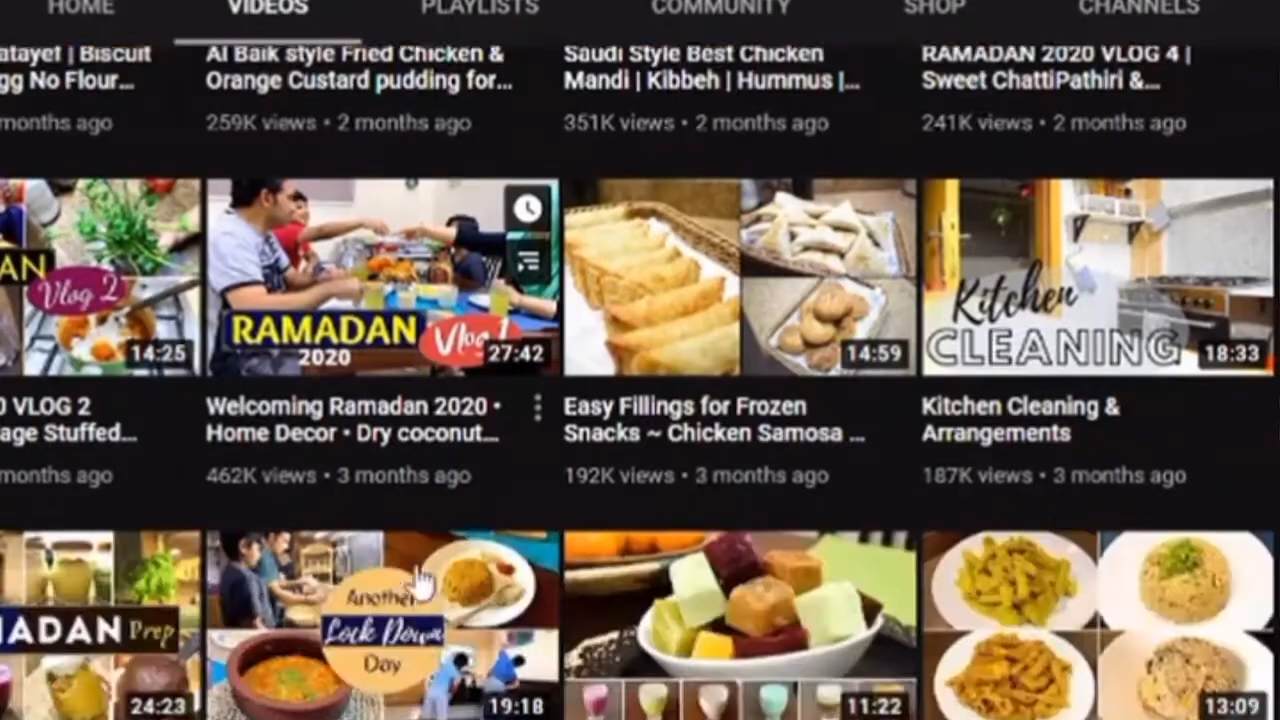 HOME VIDEOS PLAYLISTS COMMUNITY SHOP CHANNELS
atayef | Biscuit
gg No Flour...
months ago
Al Baik style Fried Chicken &
Orange Custard pudding for...
259K views • 2 months ago
Saudi Style Best Chicken
Mandi | Kibbeh | Hummus |...
351K views • 2 months ago
RAMADAN 2020 VLOG 4 |
Sweet ChattiPathiri &...
241K views • 2 months ago
AN
Vlog 2
14:25
RAMADAN
2020
Vlog 1
27:42
14:59
Kitchen
CLEANING
18:33
0 VLOG 2
age Stuffed...
months ago
Welcoming Ramadan 2020 •
Home Decor • Dry coconut...
462K views • 3 months ago
Easy Fillings for Frozen
Snacks ~ Chicken Samosa ...
192K views • 3 months ago
Kitchen Cleaning &
Arrangements
187K views • 3 months ago
ADAN Prep
24:23
Another
Lock Down
Day
19:18
11:22
13:09